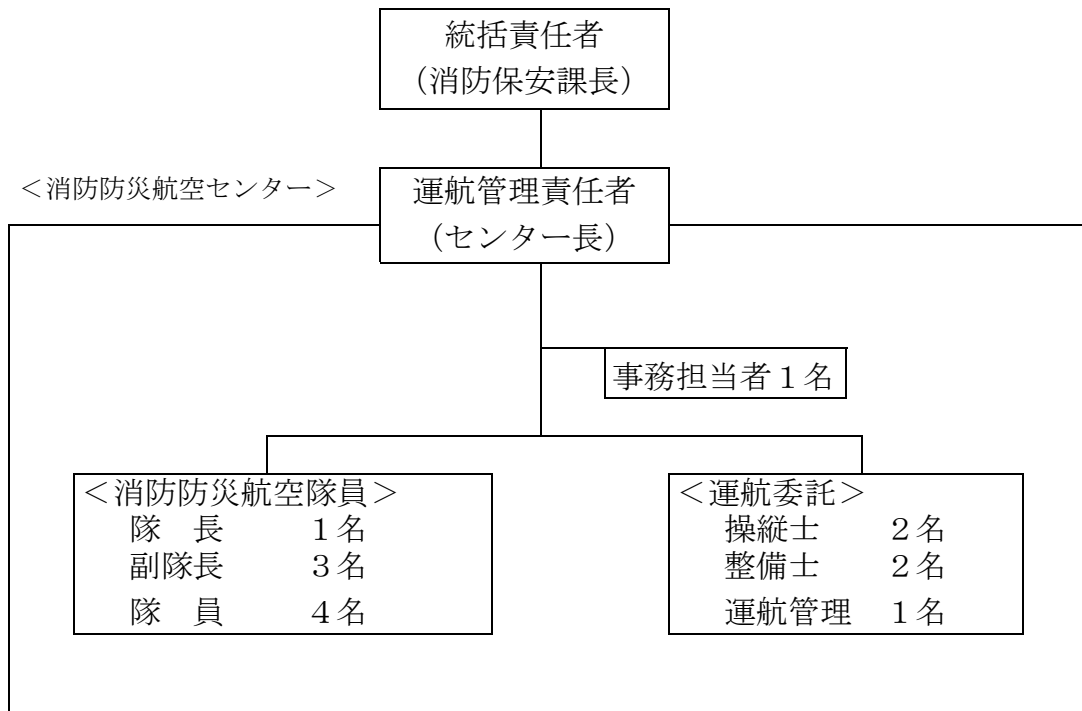 統括責任者
（消防保安課長）
＜消防防災航空センター＞
運航管理責任者
（センター長）
事務担当者１名
＜消防防災航空隊員＞
隊　長　　　１名
副隊長　　　３名
隊　員　　　４名
＜運航委託＞
操縦士　　２名
整備士　　２名
運航管理　１名